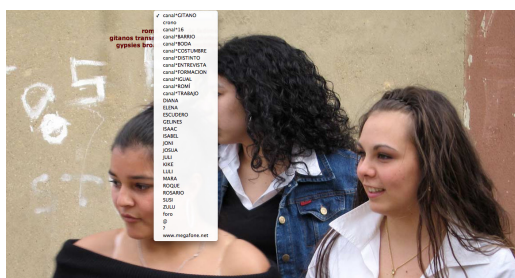 rom
gitanos trans
gypsies bro
✓ canal*GITANO
crono
canal*16
canal*BARRIO
canal*BODA
canal*COSTUMBRE
canal*DISTINTO
canal*ENTREVISTA
canal*FORMACION
canal*IGUAL
canal*ROMÍ
canal*TRABAJO
DIANA
ELENA
ESCUDERO
GELINES
ISAAC
ISABEL
JONI
JOSUA
JULI
KIKE
LULI
MARA
ROQUE
ROSARIO
SUSI
ZULU
foro
@
?
www.megafone.net